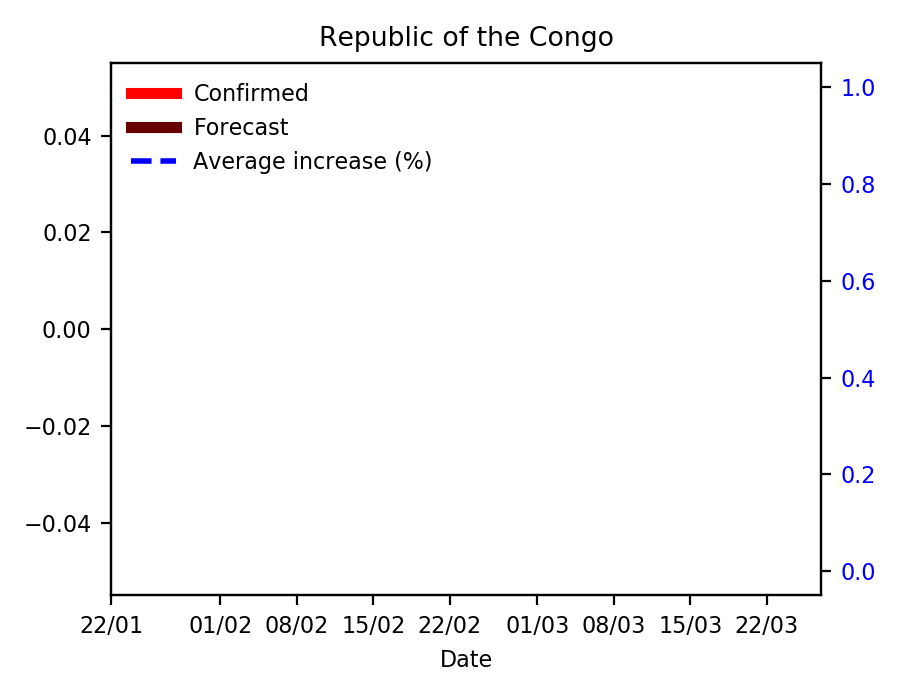 Republic of the Congo
Confirmed
Forecast
Average increase (%)
0.04
0.02
0.00
−0.02
−0.04
1.0
0.8
0.6
0.4
0.2
0.0
22/01 01/02 08/02 15/02 22/02 01/03 08/03 15/03 22/03
Date